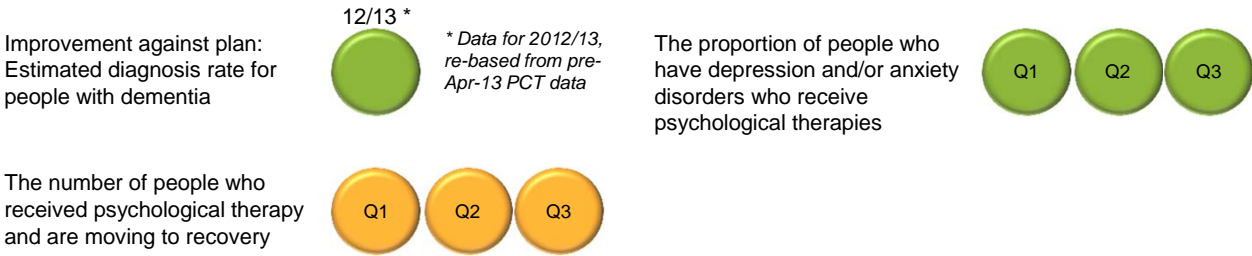 12/13 *
Improvement against plan:
Estimated diagnosis rate for
people with dementia
* Data for 2012/13,
re-based from pre-
Apr-13 PCT data
The proportion of people who
have depression and/or anxiety
disorders who receive
psychological therapies
Q1 Q2 Q3
The number of people who
received psychological therapy
and are moving to recovery
Q1 Q2 Q3